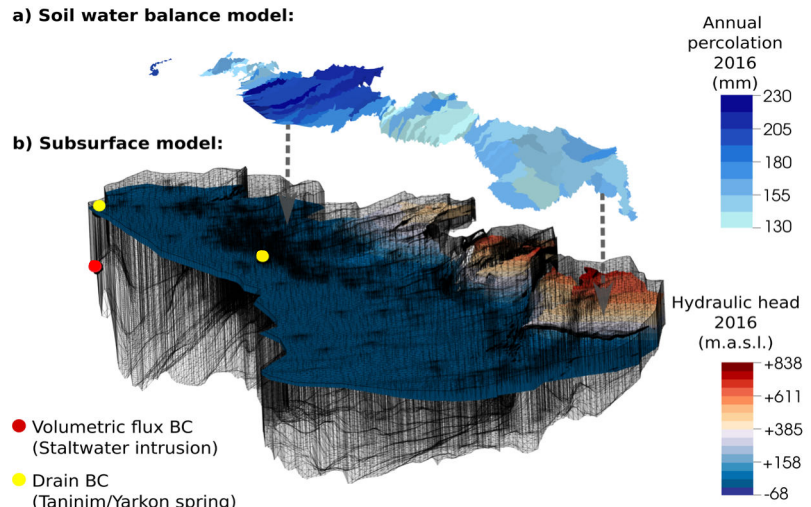 a) Soil water balance model:
Annual
percolation
2016
(mm)
230
205
180
155
130
b) Subsurface model:
Hydraulic head
2016
(m.a.s.l.)
+838
+611
+385
+158
-68
Volumetric flux BC
(Staltwater intrusion)
Drain BC
(Taninim/Yarkon spring)